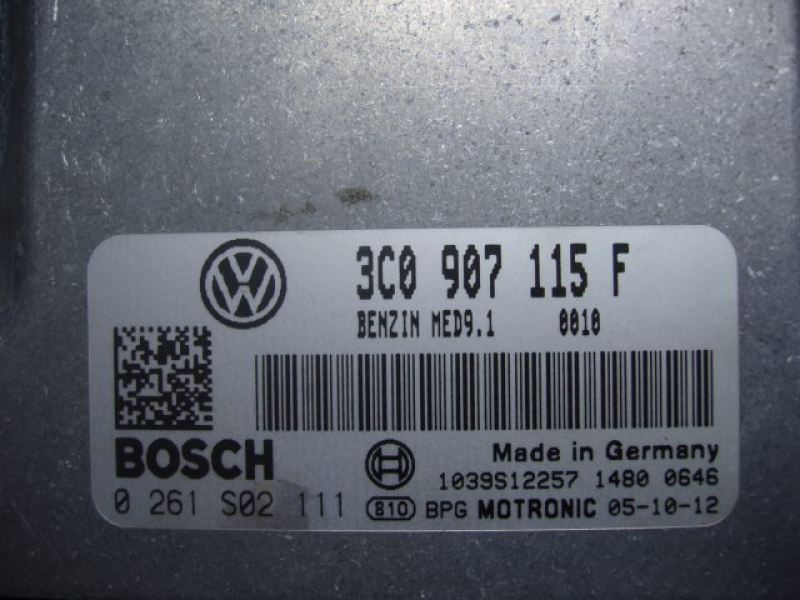 3C0 907 115 F
BENZIN MED9.1 0010
BOSCH
Made in Germany
1039S12257 1480 0646
0 261 S02 111
810 BPG MOTRONIC 05-10-12